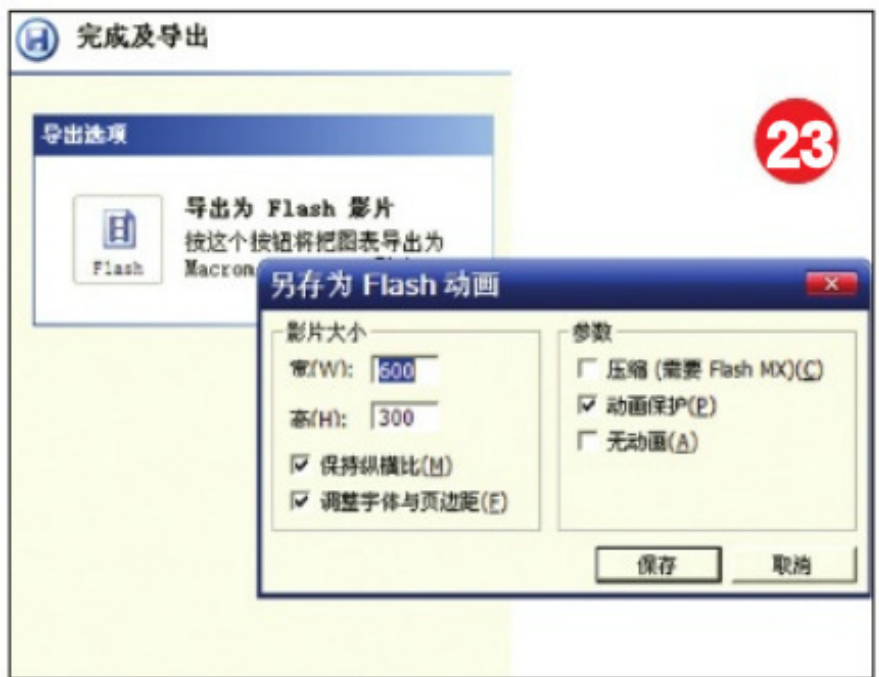 完成及导出
23
导出选项
导出为 Flash 影片
按这个按钮将把图表导出为
Flash
Macron
另存为 Flash 动画
影片大小
宽(W): 600
高(H): 300
保持纵横比(M)
调整字体与页边距(F)
参数
压缩 (需要 Flash MX)(C)
动画保护(P)
无动画(A)
保存
取消